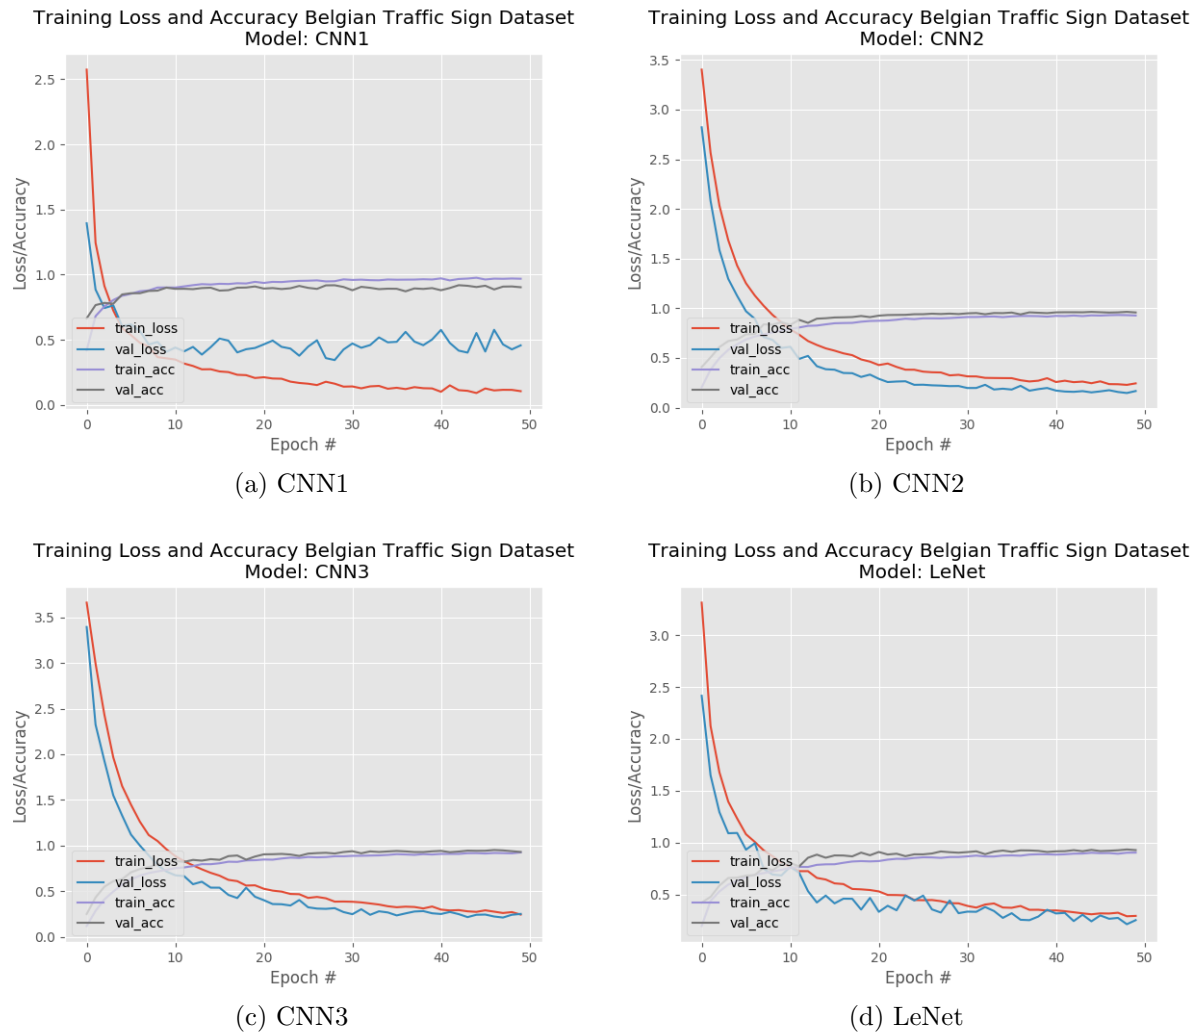 Training Loss and Accuracy Belgian Traffic Sign Dataset
Model: CNN1
2.5
2.0
1.5
1.0
0.5
0.0
Loss/Accuracy
train_loss
val_loss
train_acc
val_acc
0 10 20 30 40 50
Epoch #
(a) CNN1
Training Loss and Accuracy Belgian Traffic Sign Dataset
Model: CNN2
3.5
3.0
2.5
2.0
1.5
1.0
0.5
0.0
Loss/Accuracy
train_loss
val_loss
train_acc
val_acc
0 10 20 30 40 50
Epoch #
(b) CNN2
Training Loss and Accuracy Belgian Traffic Sign Dataset
Model: CNN3
3.5
3.0
2.5
2.0
1.5
1.0
0.5
0.0
Loss/Accuracy
train_loss
val_loss
train_acc
val_acc
0 10 20 30 40 50
Epoch #
(c) CNN3
Training Loss and Accuracy Belgian Traffic Sign Dataset
Model: LeNet
3.0
2.5
2.0
1.5
1.0
0.5
Loss/Accuracy
train_loss
val_loss
train_acc
val_acc
0 10 20 30 40 50
Epoch #
(d) LeNet